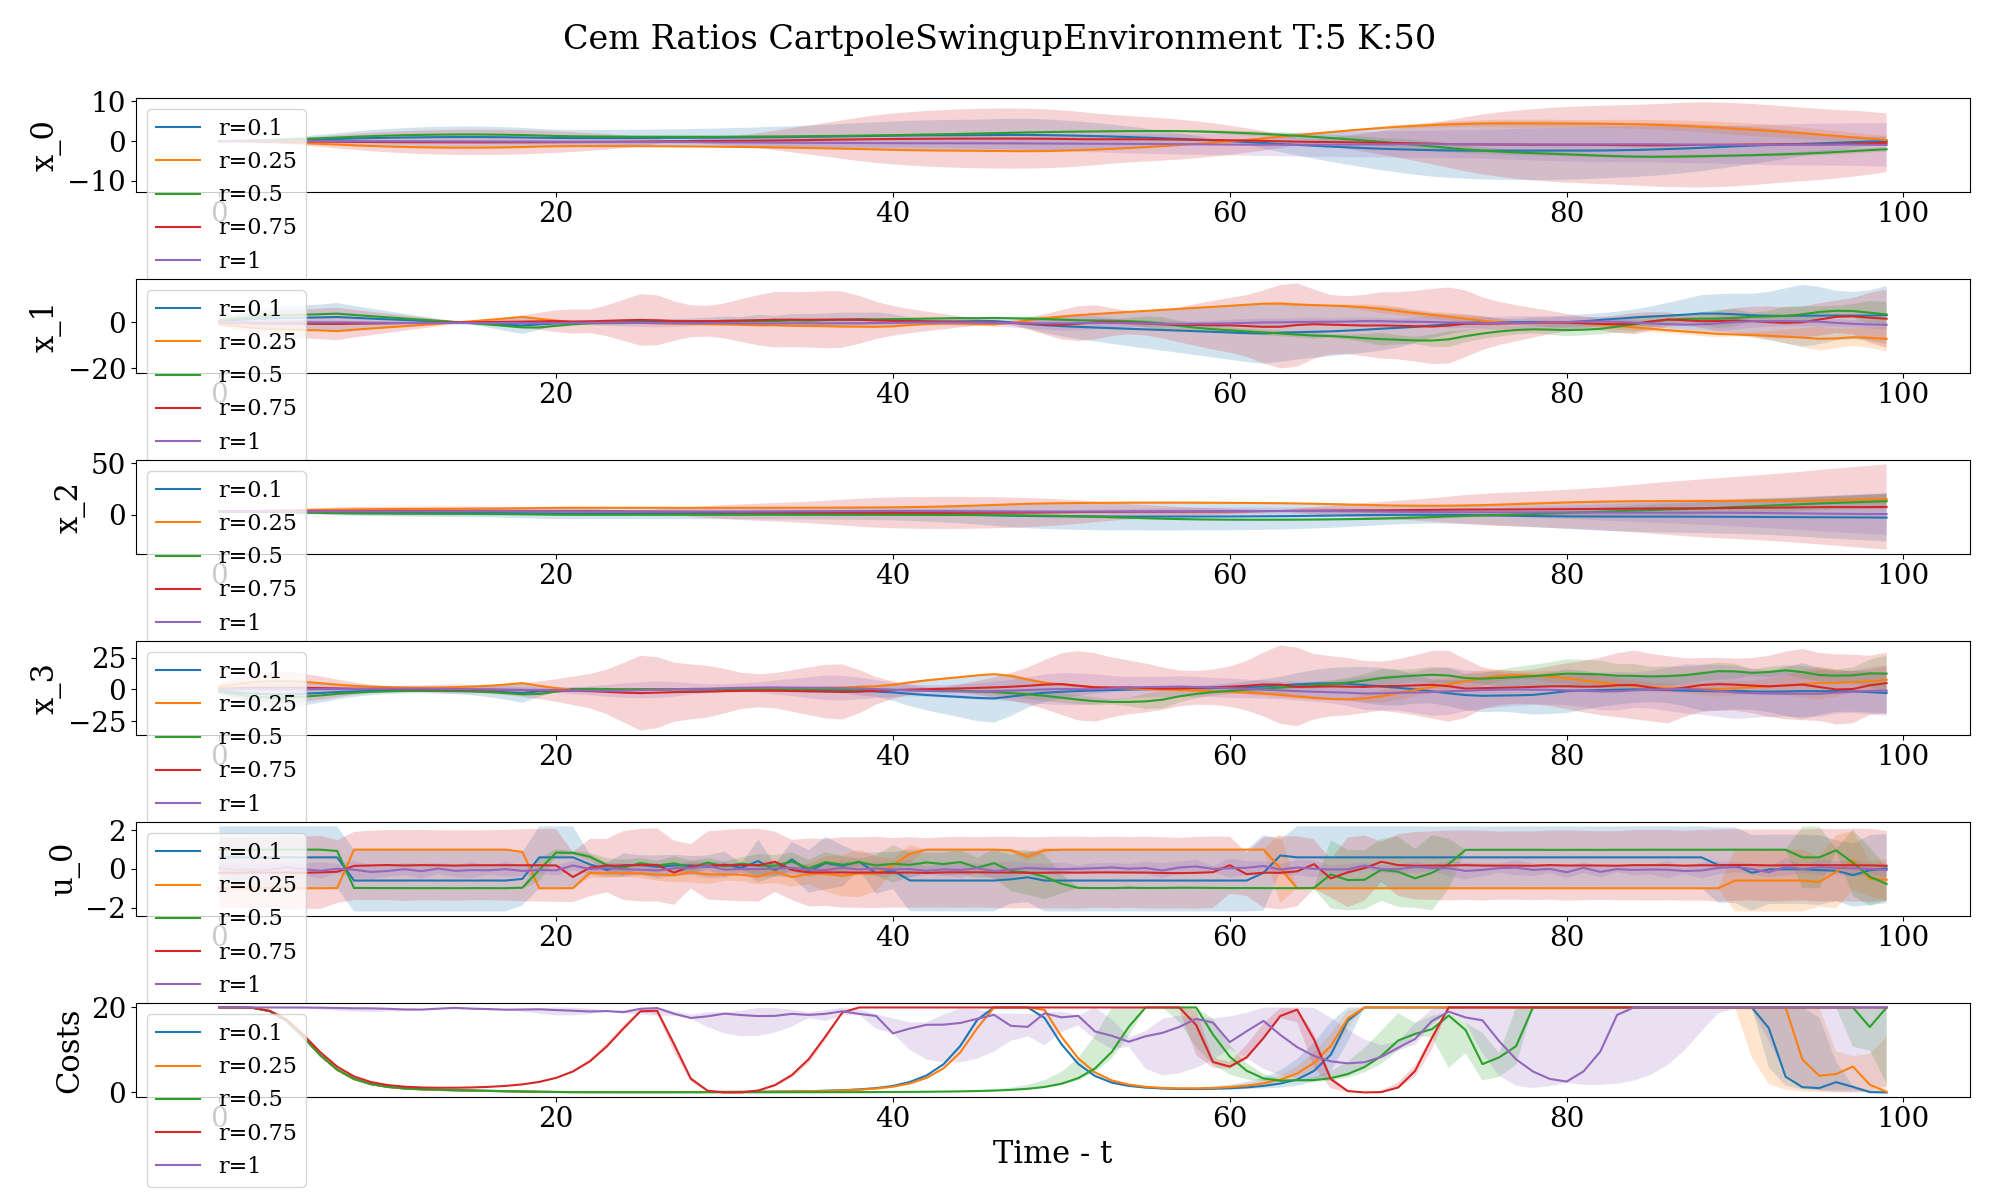 Cem Ratios CartpoleSwingupEnvironment T:5 K:50
x_0
10
0
−10
r=0.1
r=0.25
r=0.5
r=0.75
r=1
0 20 40 60 80 100
x_1
0
−20
r=0.1
r=0.25
r=0.5
r=0.75
r=1
0 20 40 60 80 100
x_2
50
0
r=0.1
r=0.25
r=0.5
r=0.75
r=1
0 20 40 60 80 100
x_3
25
0
−25
r=0.1
r=0.25
r=0.5
r=0.75
r=1
0 20 40 60 80 100
u_0
2
0
−2
r=0.1
r=0.25
r=0.5
r=0.75
r=1
0 20 40 60 80 100
Costs
20
0
r=0.1
r=0.25
r=0.5
r=0.75
r=1
0 20 40 60 80 100
Time - t